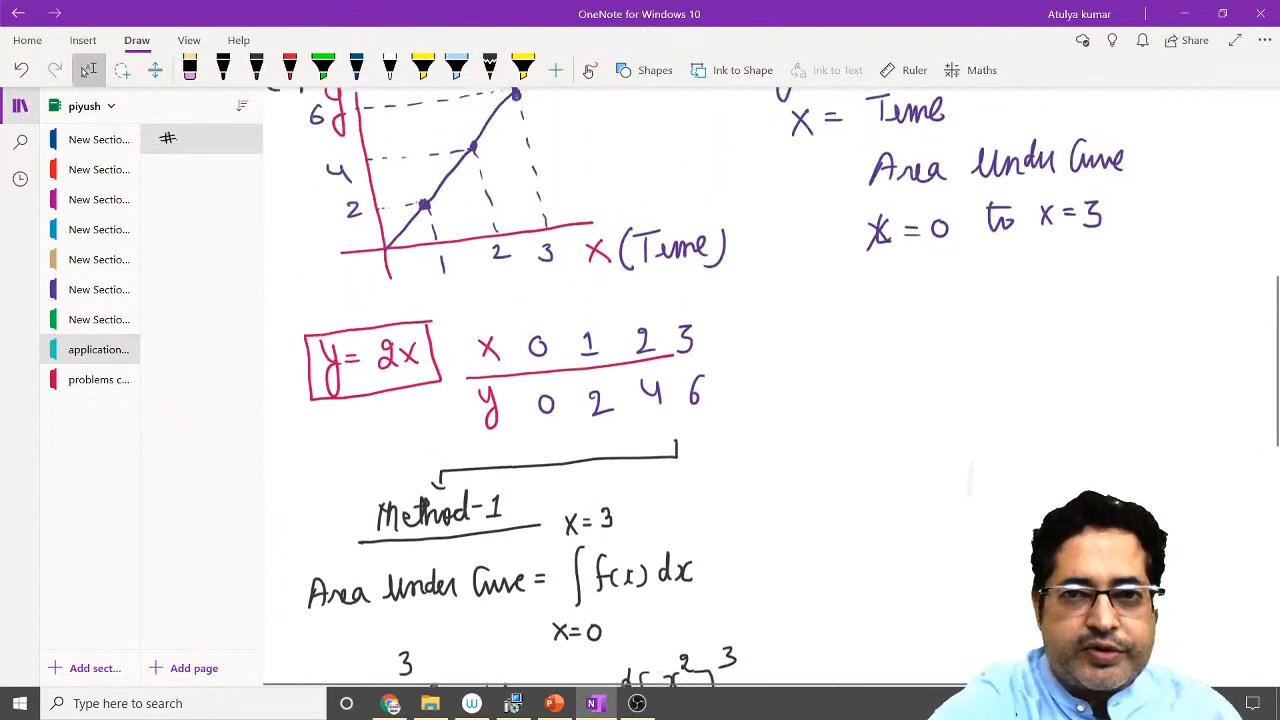 OneNote for Windows 10
Atulya kumar
Home Insert Draw View Help
Share
Shapes Ink to Shape Ink to Text Ruler Maths
piyush
#
New Sectio...
New Sectio...
New Sectio...
New Sectio...
New Sectio...
New Sectio...
New Sectio...
application...
problems c...
Add sect...
Add page
y
6
4
2
1 2 3 x (Time)
x = Time
Area Under Curve
x = 0 to x = 3
y = 2x
x 0 1 2 3
y 0 2 4 6
Method-1
x = 3
Area Under Curve = ∫ f(x) dx
x = 0
3
x² 3
Type here to search